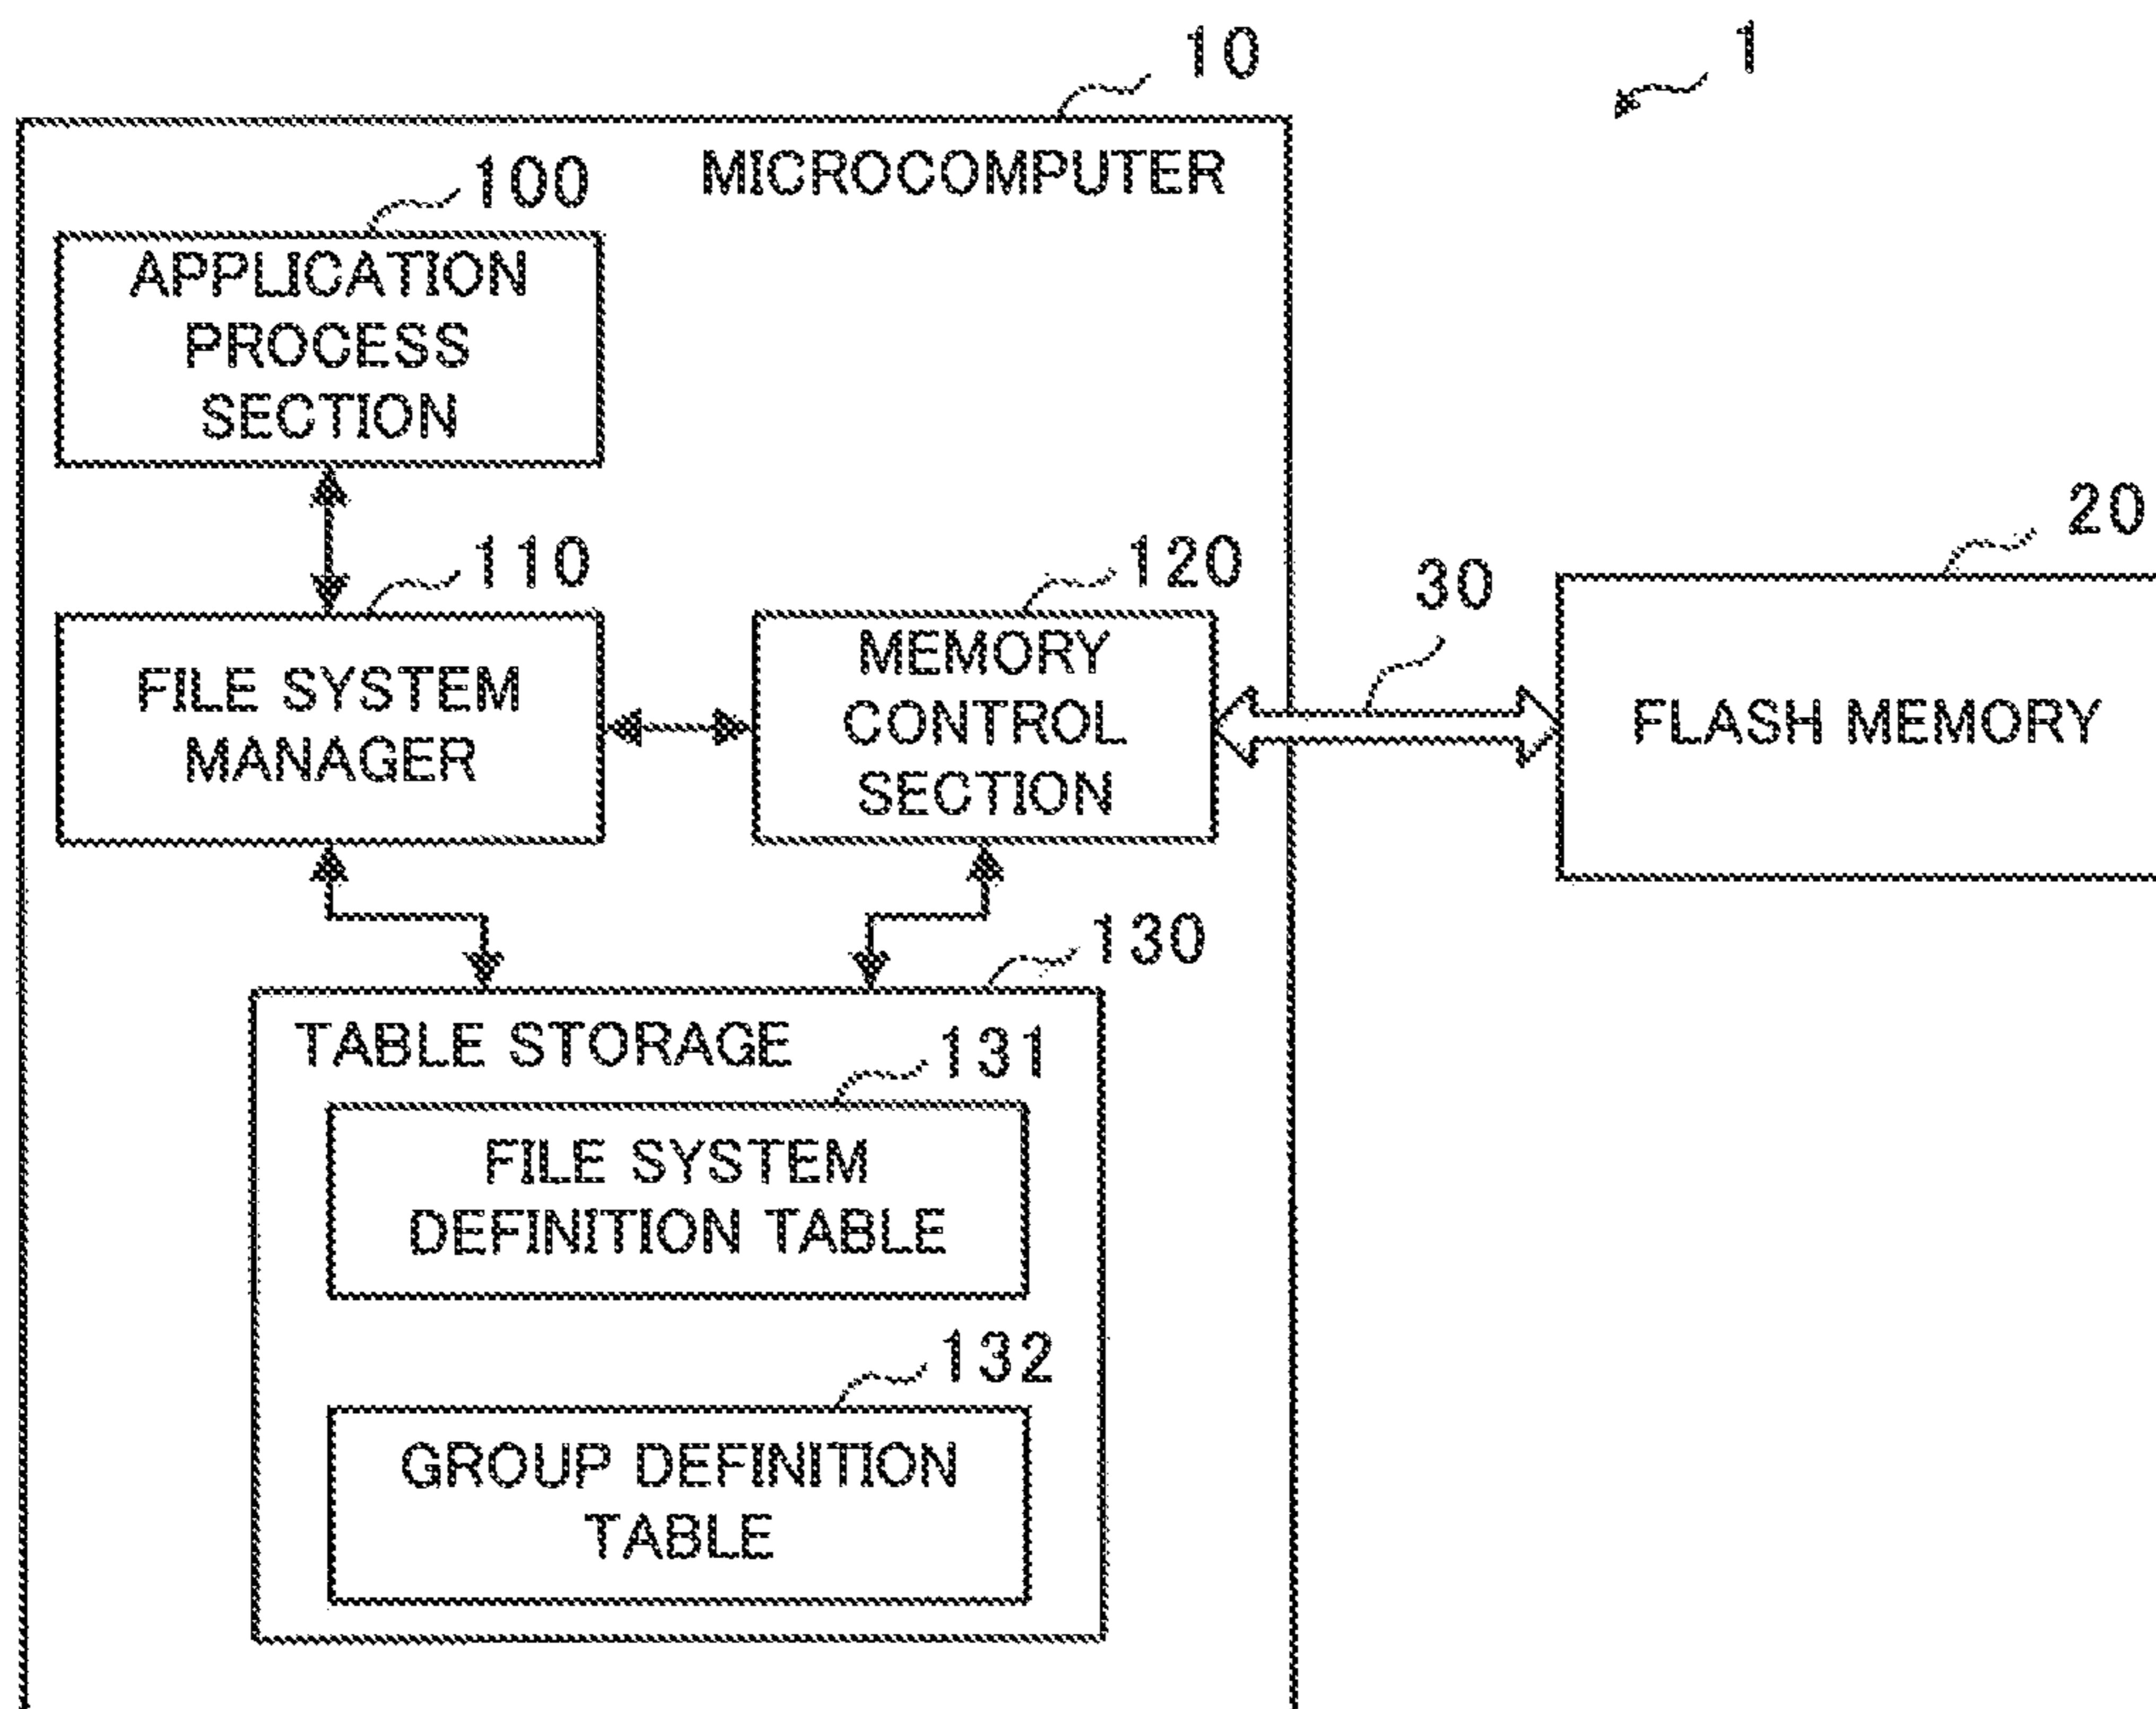 1
10
MICROCOMPUTER
100
APPLICATION
PROCESS
SECTION
110
FILE SYSTEM
MANAGER
120
MEMORY
CONTROL
SECTION
30
20
FLASH MEMORY
130
TABLE STORAGE
131
FILE SYSTEM
DEFINITION TABLE
132
GROUP DEFINITION
TABLE